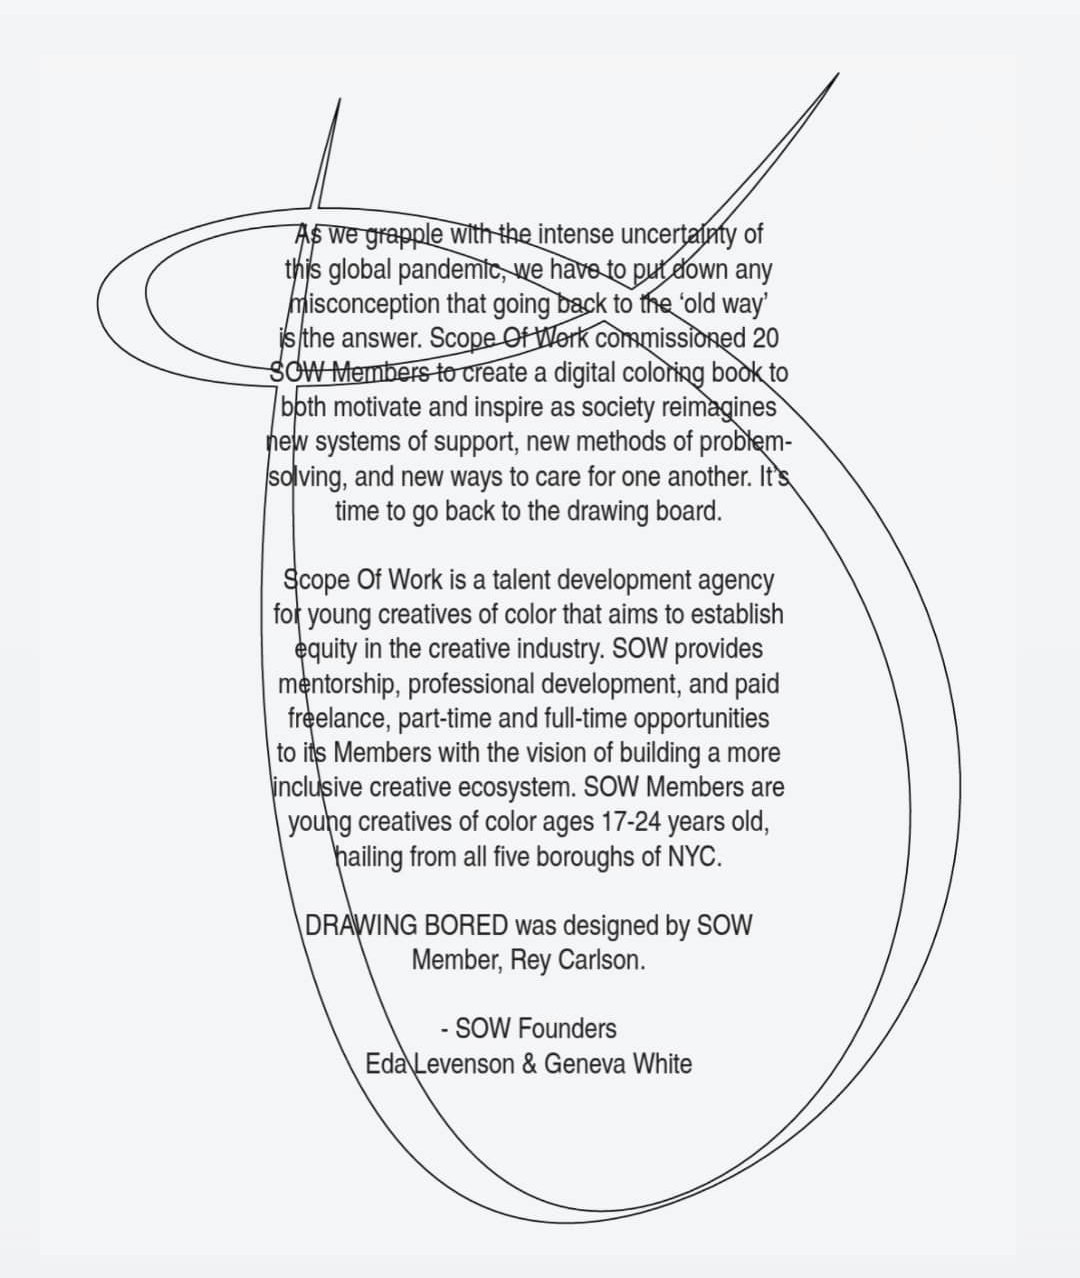 As we grapple with the intense uncertainty of
this global pandemic, we have to put down any
misconception that going back to the ‘old way’
is the answer. Scope Of Work commissioned 20
SOW Members to create a digital coloring book to
both motivate and inspire as society reimagines
new systems of support, new methods of problem-
solving, and new ways to care for one another. It’s
time to go back to the drawing board.
Scope Of Work is a talent development agency
for young creatives of color that aims to establish
equity in the creative industry. SOW provides
mentorship, professional development, and paid
freelance, part-time and full-time opportunities
to its Members with the vision of building a more
inclusive creative ecosystem. SOW Members are
young creatives of color ages 17-24 years old,
hailing from all five boroughs of NYC.
DRAWING BORED was designed by SOW
Member, Rey Carlson.
- SOW Founders
Eda Levenson & Geneva White